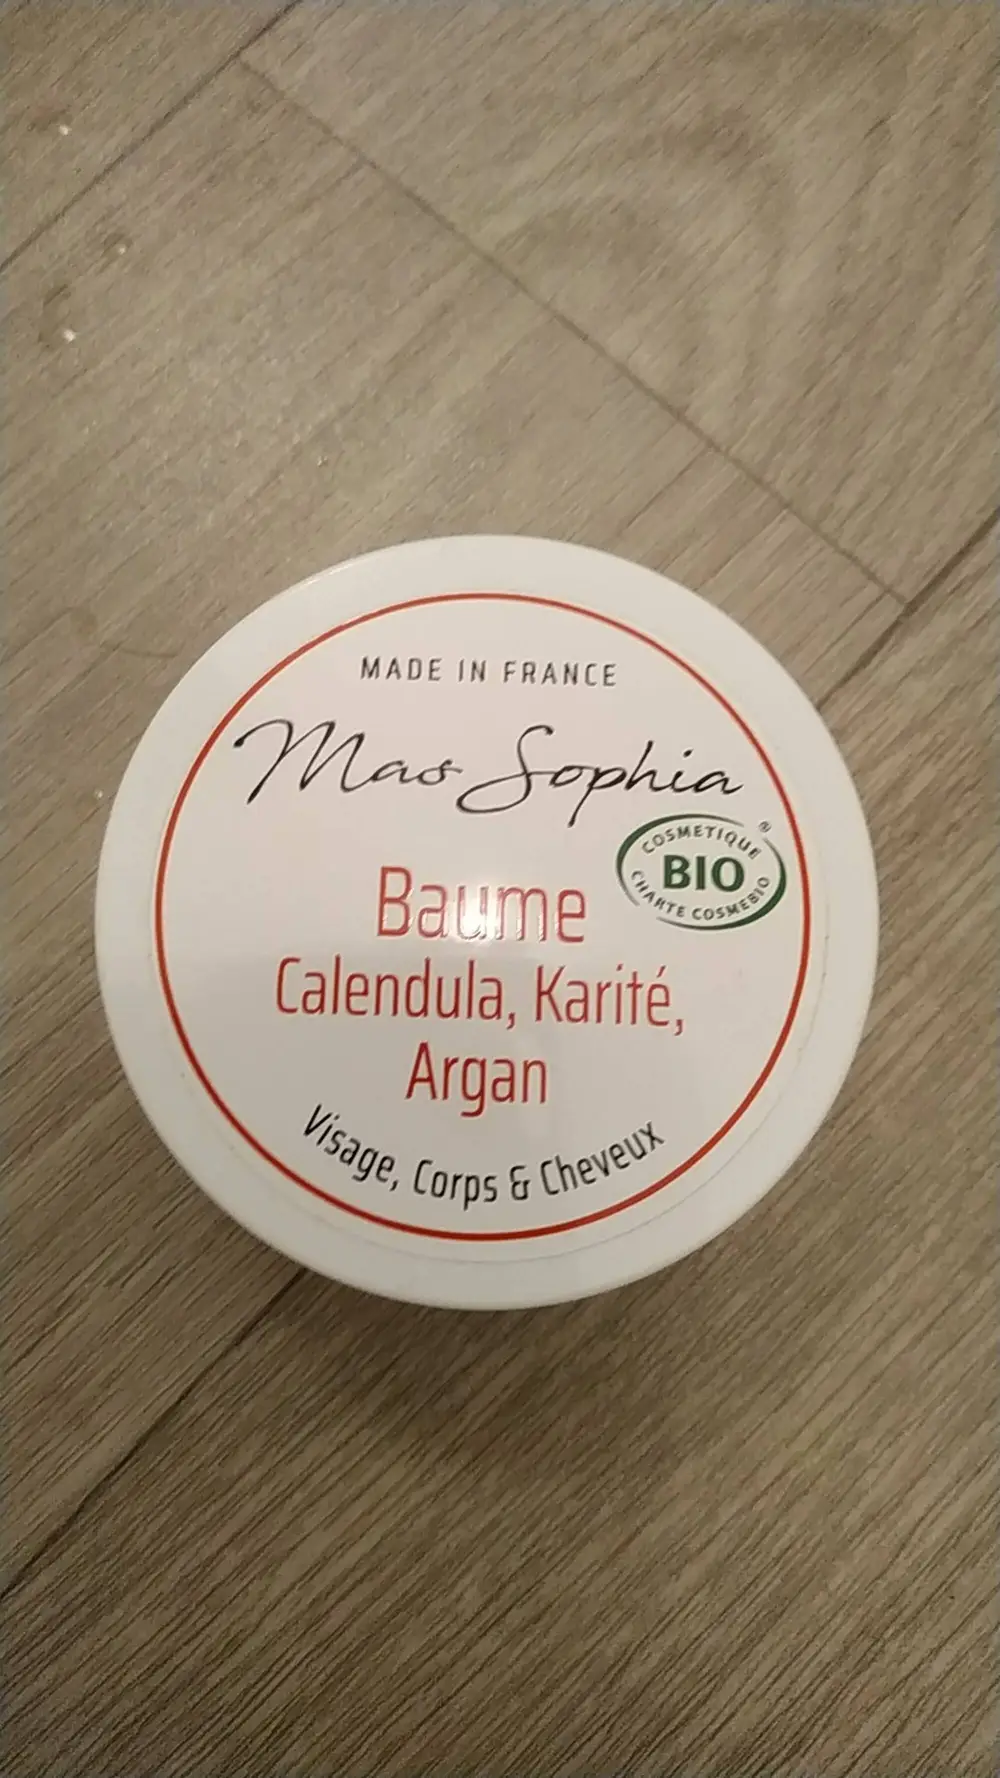 MADE IN FRANCE
Mas Sophia
COSMETIQUE ®
BIO
CHARTE COSMEBIO
Baume
Calendula, Karité,
Argan
Visage, Corps & Cheveux